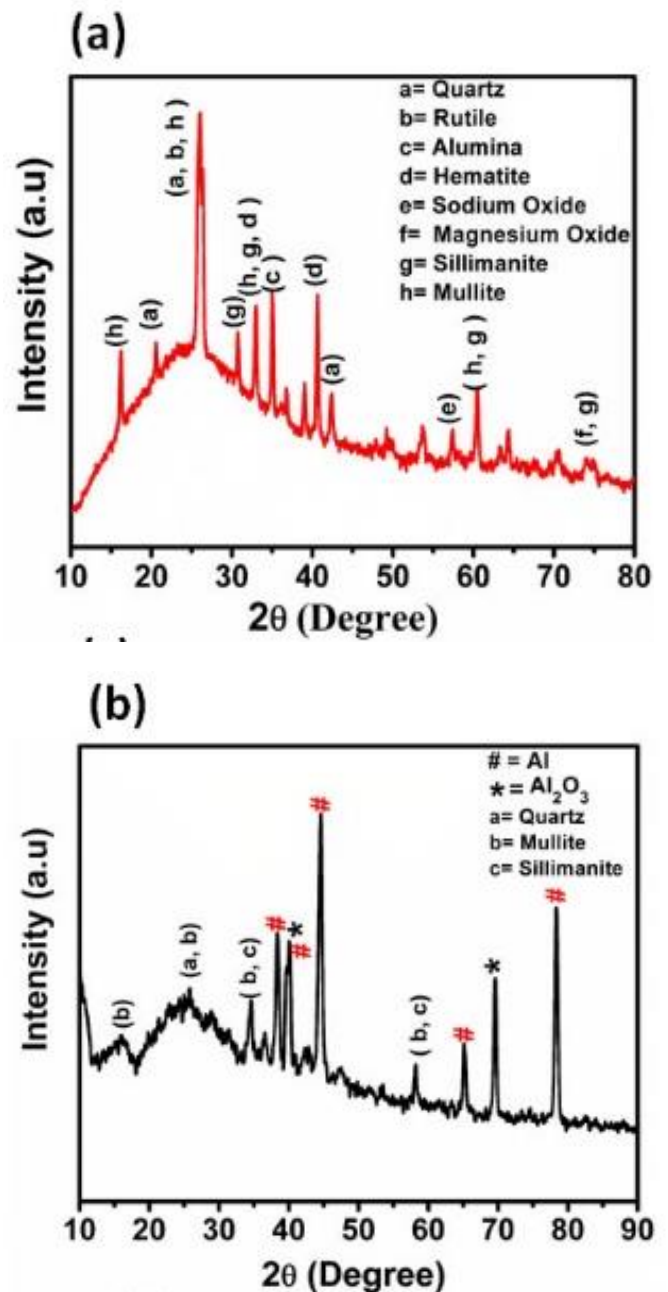 (a)
a= Quartz
b= Rutile
c= Alumina
d= Hematite
e= Sodium Oxide
f= Magnesium Oxide
g= Sillimanite
h= Mullite
(h)
(a)
(a, b, h )
(g)
(h, g, d )
(c )
(d)
(a)
(e)
( h, g )
(f, g)
Intensity (a.u)
10 20 30 40 50 60 70 80
2θ (Degree)
(b)
# = Al
* = Al2O3
a= Quartz
b= Mullite
c= Sillimanite
(b)
(a, b)
( b, c)
#
*
#
#
( b, c)
#
*
#
Intensity (a.u)
10 20 30 40 50 60 70 80 90
2θ (Degree)